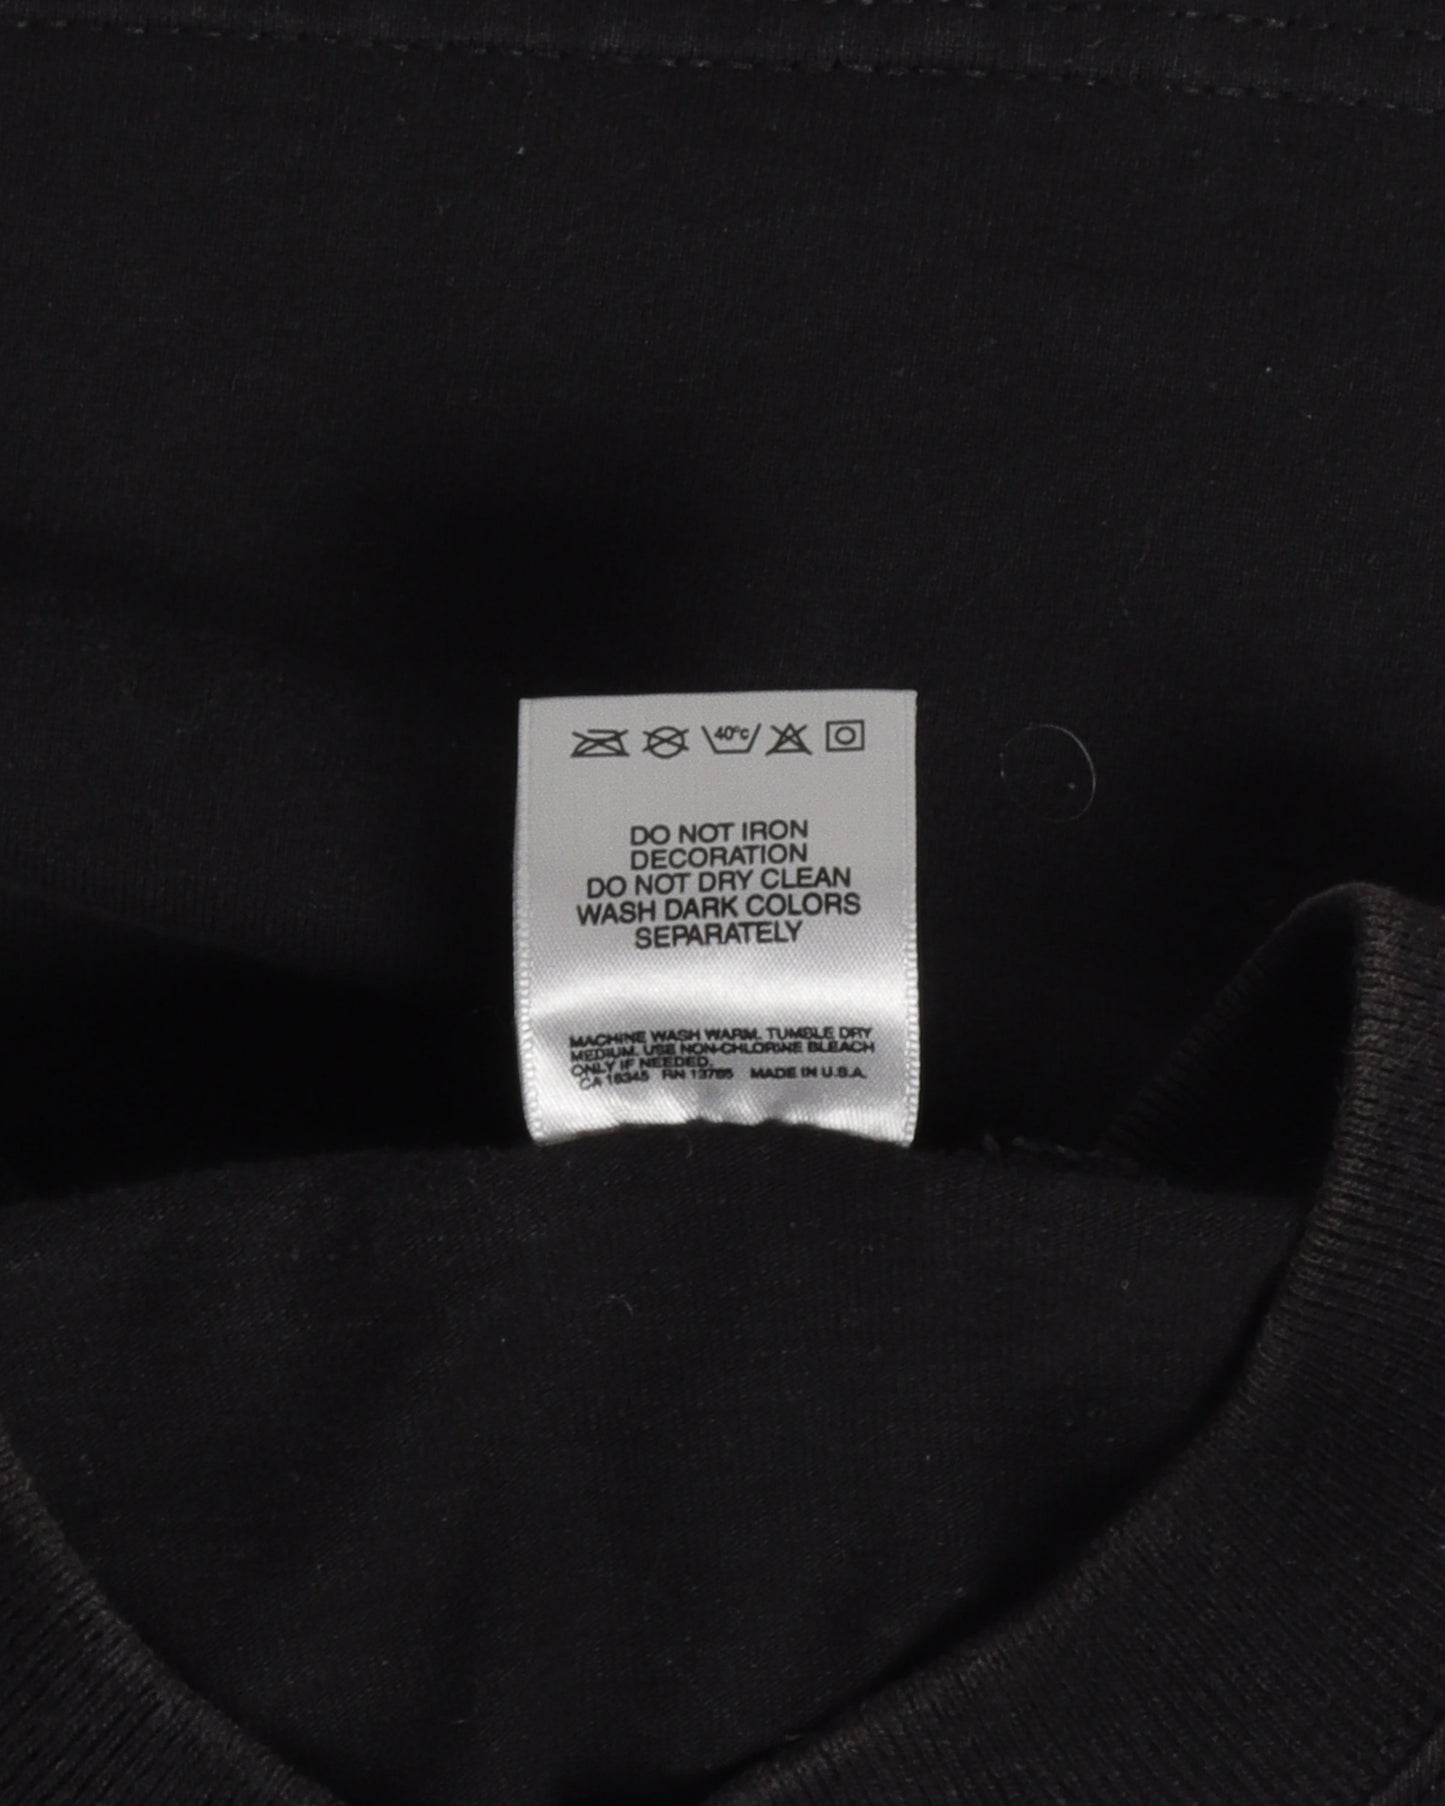 40°c
DO NOT IRON
DECORATION
DO NOT DRY CLEAN
WASH DARK COLORS
SEPARATELY
MACHINE WASH WARM. TUMBLE DRY
MEDIUM. USE NON-CHLORINE BLEACH
ONLY IF NEEDED.
CA 18345 RN 13765 MADE IN U.S.A.